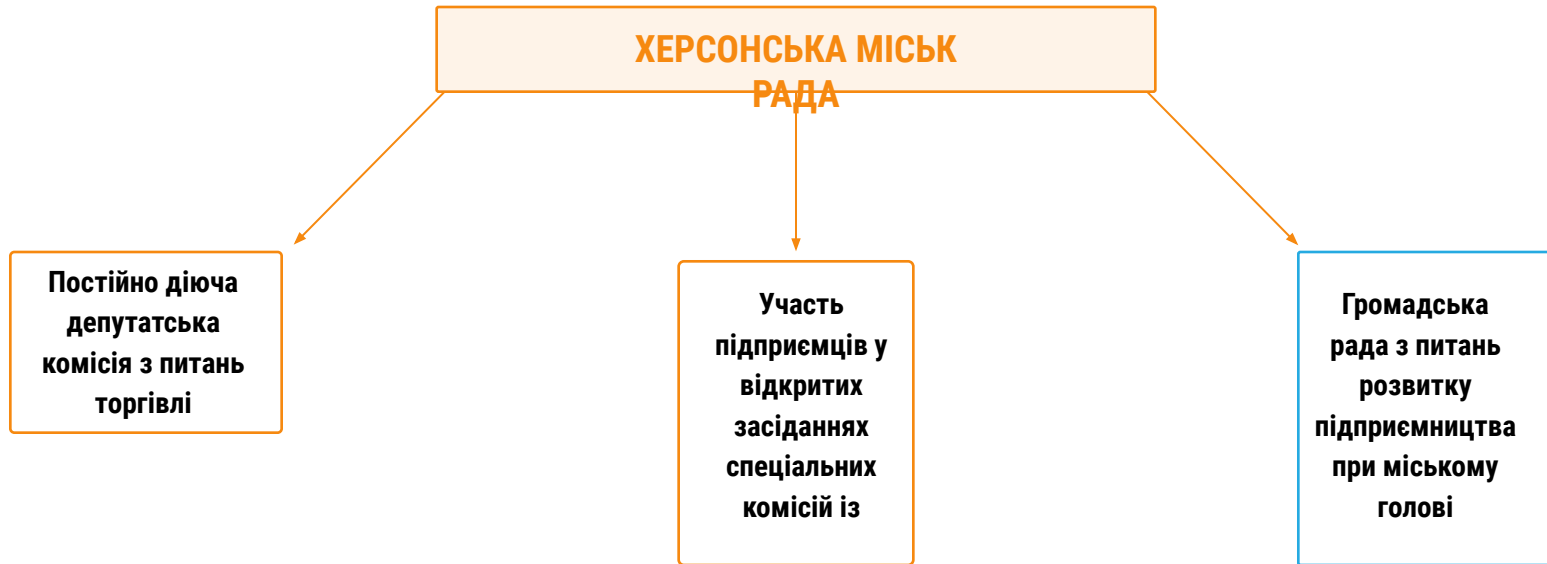 ХЕРСОНСЬКА МІСЬК
РАДА
Постійно діюча
депутатська
комісія з питань
торгівлі
Участь
підприємців у
відкритих
засіданнях
спеціальних
комісій із
Громадська
рада з питань
розвитку
підприємництва
при міському
голові